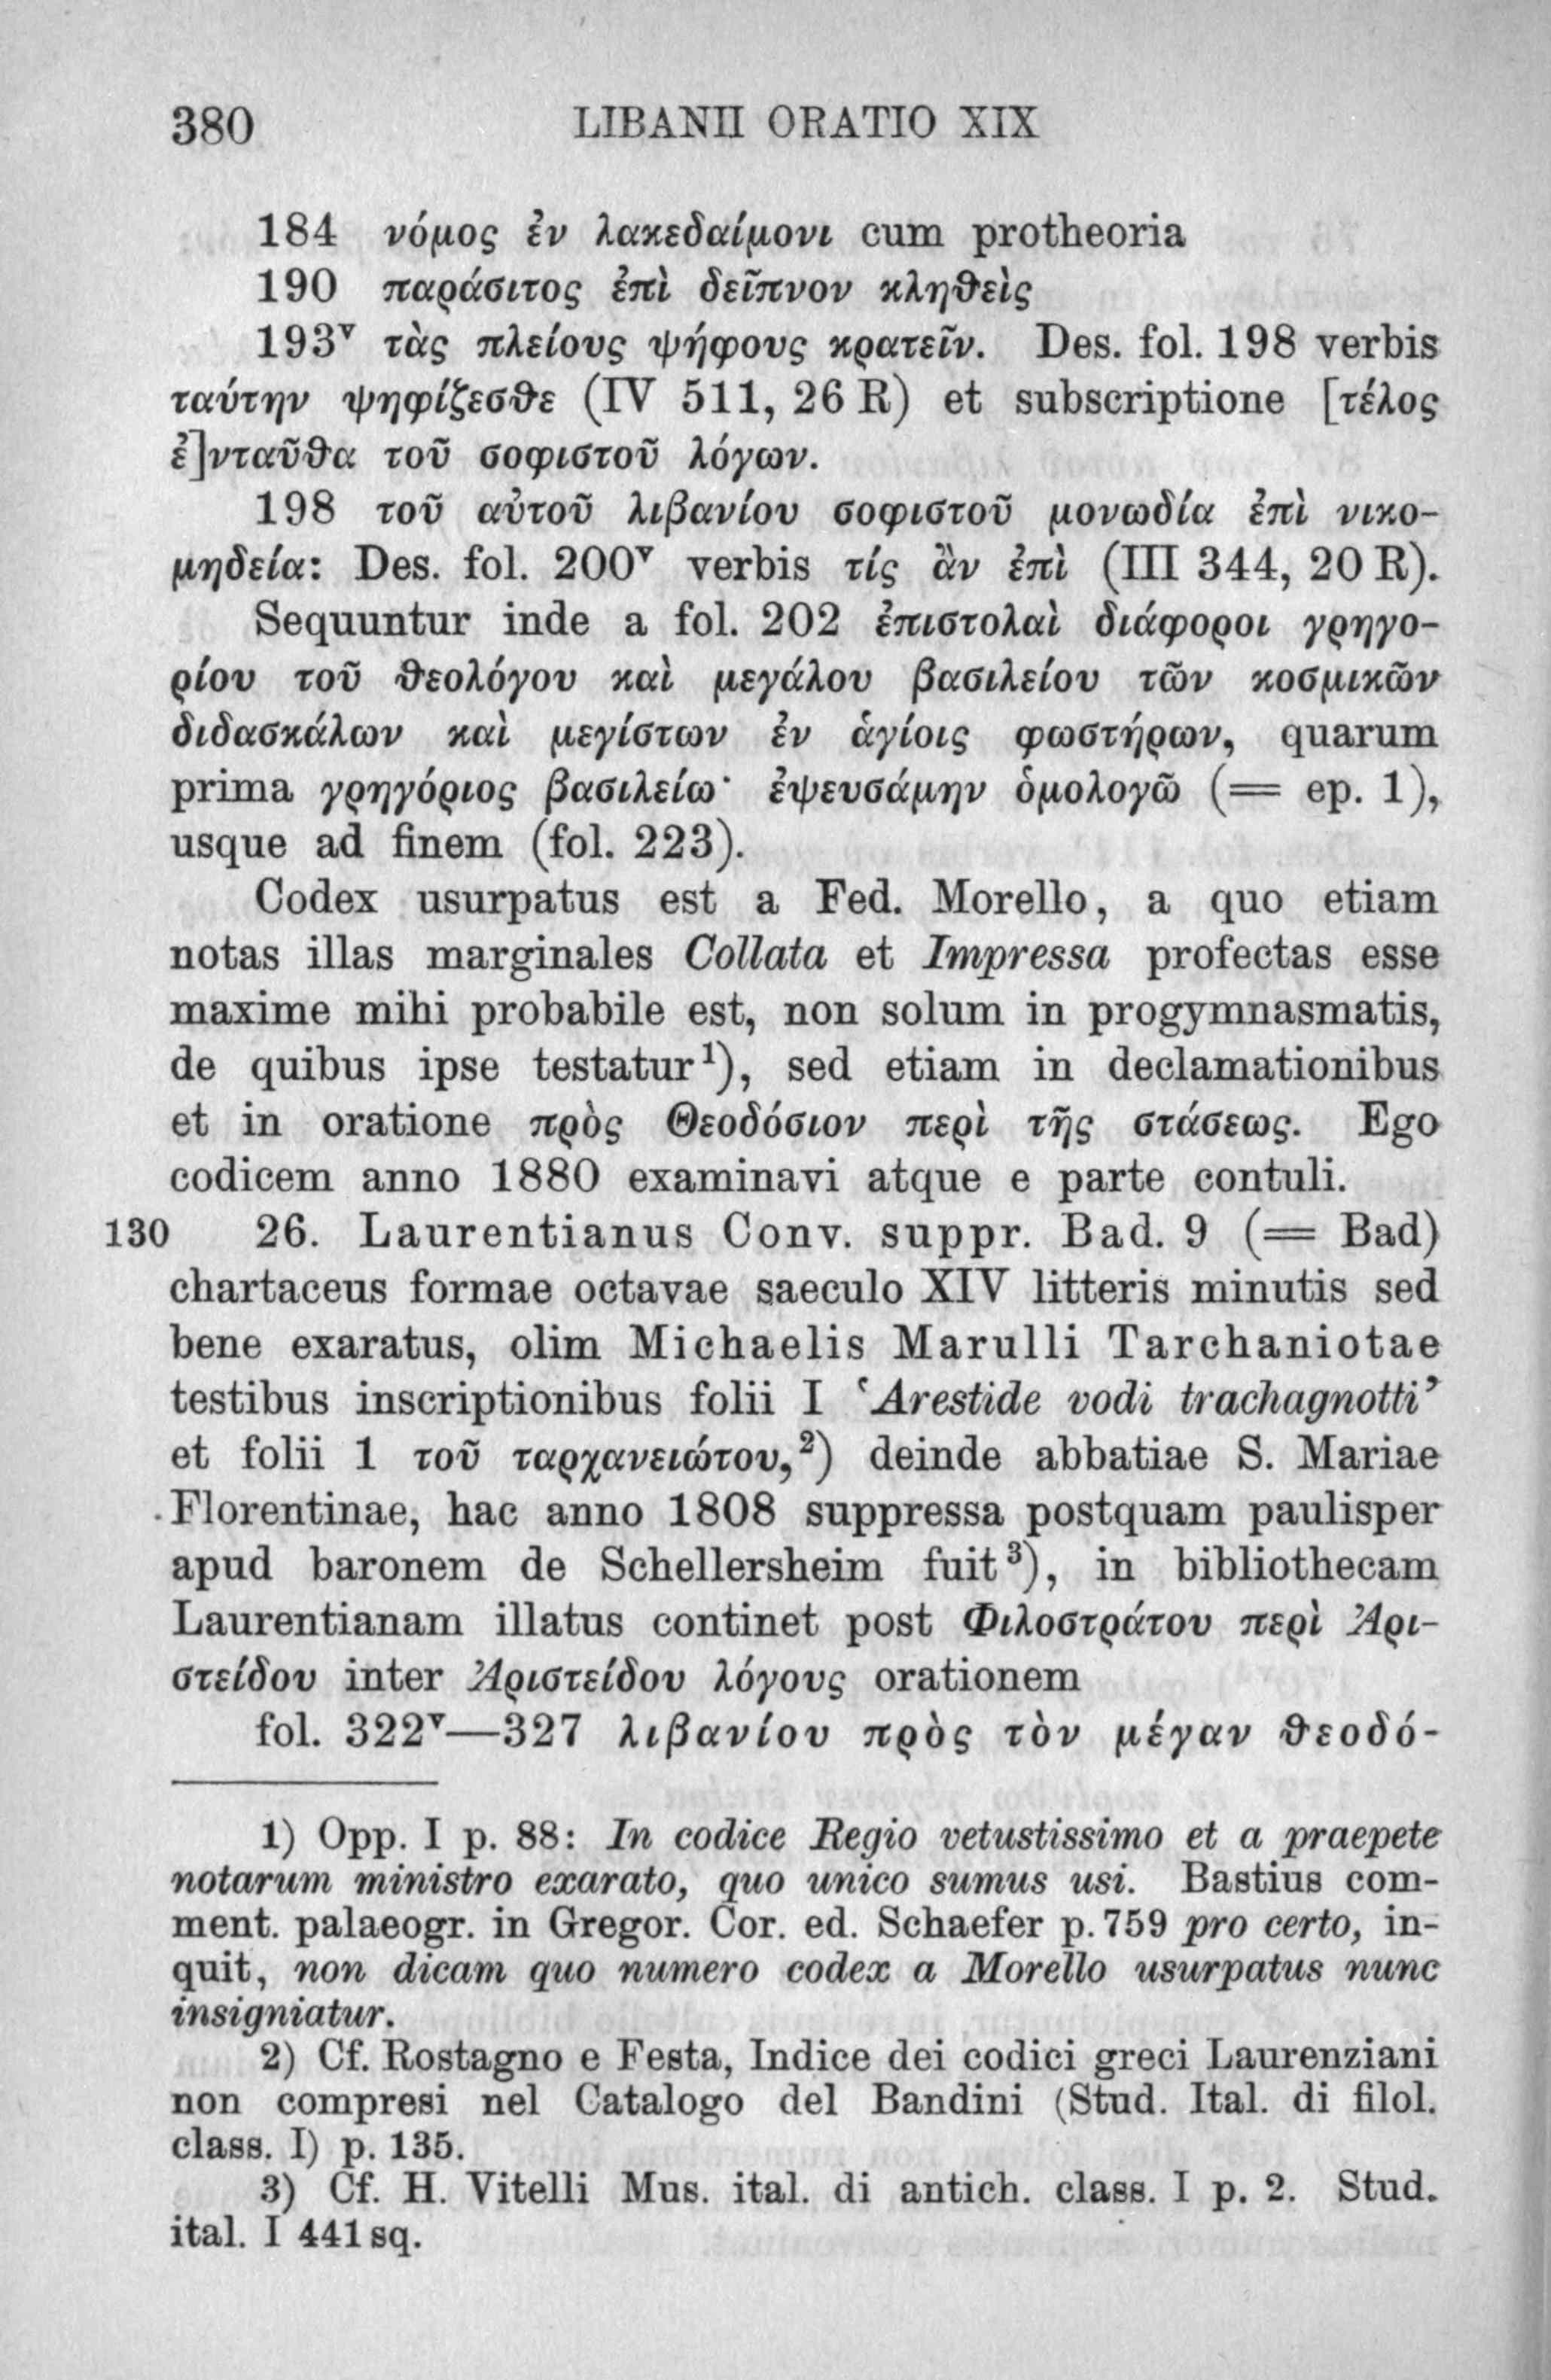 380 LIBANII ORATIO XIX
184 νόμος ἐν λακεδαίμονι cum protheoria
190 παράσιτος ἐπὶ δεῖπνον κληθεὶς
193ᵛ τὰς πλείους ψήφους κρατεῖν. Des. fol. 198 verbis
ταύτην ψηφίζεσθε (IV 511, 26 R) et subscriptione [τέλος
ἐ]νταῦθα τοῦ σοφιστοῦ λόγων.
198 τοῦ αὐτοῦ λιβανίου σοφιστοῦ μονωδία ἐπὶ νικο-
μηδεία: Des. fol. 200ᵛ verbis τίς ἂν ἐπὶ (III 344, 20 R).
Sequuntur inde a fol. 202 ἐπιστολαὶ διάφοροι γρηγο-
ρίου τοῦ θεολόγου καὶ μεγάλου βασιλείου τῶν κοσμικῶν
διδασκάλων καὶ μεγίστων ἐν ἁγίοις φωστήρων, quarum
prima γρηγόριος βασιλείω· ἐψευσάμην ὁμολογῶ (= ep. 1),
usque ad finem (fol. 223).
Codex usurpatus est a Fed. Morello, a quo etiam
notas illas marginales Collata et Impressa profectas esse
maxime mihi probabile est, non solum in progymnasmatis,
de quibus ipse testatur¹), sed etiam in declamationibus
et in oratione πρὸς Θεοδόσιον περὶ τῆς στάσεως. Ego
codicem anno 1880 examinavi atque e parte contuli.
130 26. Laurentianus Conv. suppr. Bad. 9 (= Bad)
chartaceus formae octavae saeculo XIV litteris minutis sed
bene exaratus, olim Michaelis Marulli Tarchaniotae
testibus inscriptionibus folii I ‘Arestide vodi trachagnotti’
et folii 1 τοῦ ταρχανειώτου,²) deinde abbatiae S. Mariae
Florentinae, hac anno 1808 suppressa postquam paulisper
apud baronem de Schellersheim fuit³), in bibliothecam
Laurentianam illatus continet post Φιλοστράτου περὶ Ἀρι-
στείδου inter Ἀριστείδου λόγους orationem
fol. 322ᵛ—327 λιβανίου πρὸς τὸν μέγαν θεοδό-
1) Opp. I p. 88: In codice Regio vetustissimo et a praepete
notarum ministro exarato, quo unico sumus usi. Bastius com-
ment. palaeogr. in Gregor. Cor. ed. Schaefer p. 759 pro certo, in-
quit, non dicam quo numero codex a Morello usurpatus nunc
insigniatur.
2) Cf. Rostagno e Festa, Indice dei codici greci Laurenziani
non compresi nel Catalogo del Bandini (Stud. Ital. di filol.
class. I) p. 135.
3) Cf. H. Vitelli Mus. ital. di antich. class. I p. 2. Stud.
ital. I 441 sq.